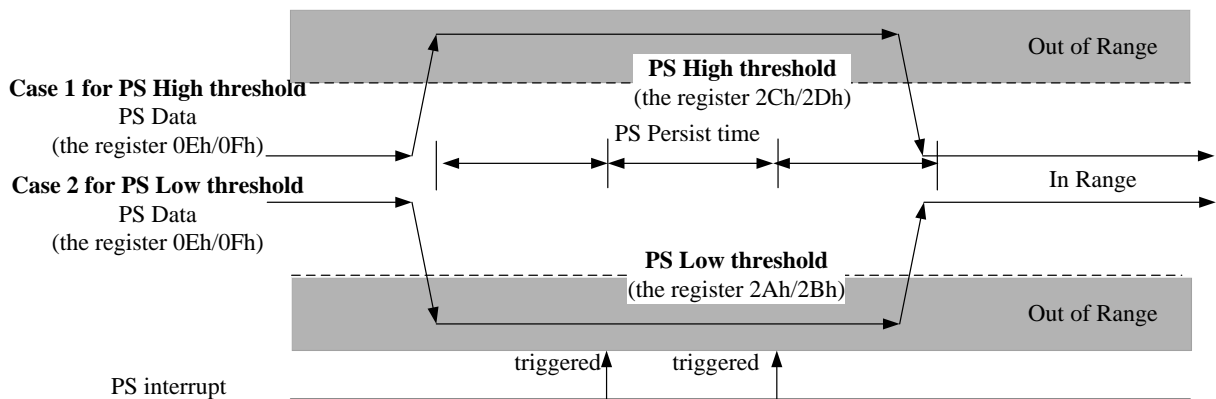 Out of Range
PS High threshold
(the register 2Ch/2Dh)
Case 1 for PS High threshold
PS Data
(the register 0Eh/0Fh)
PS Persist time
Case 2 for PS Low threshold
PS Data
(the register 0Eh/0Fh)
In Range
PS Low threshold
(the register 2Ah/2Bh)
Out of Range
triggered
triggered
PS interrupt